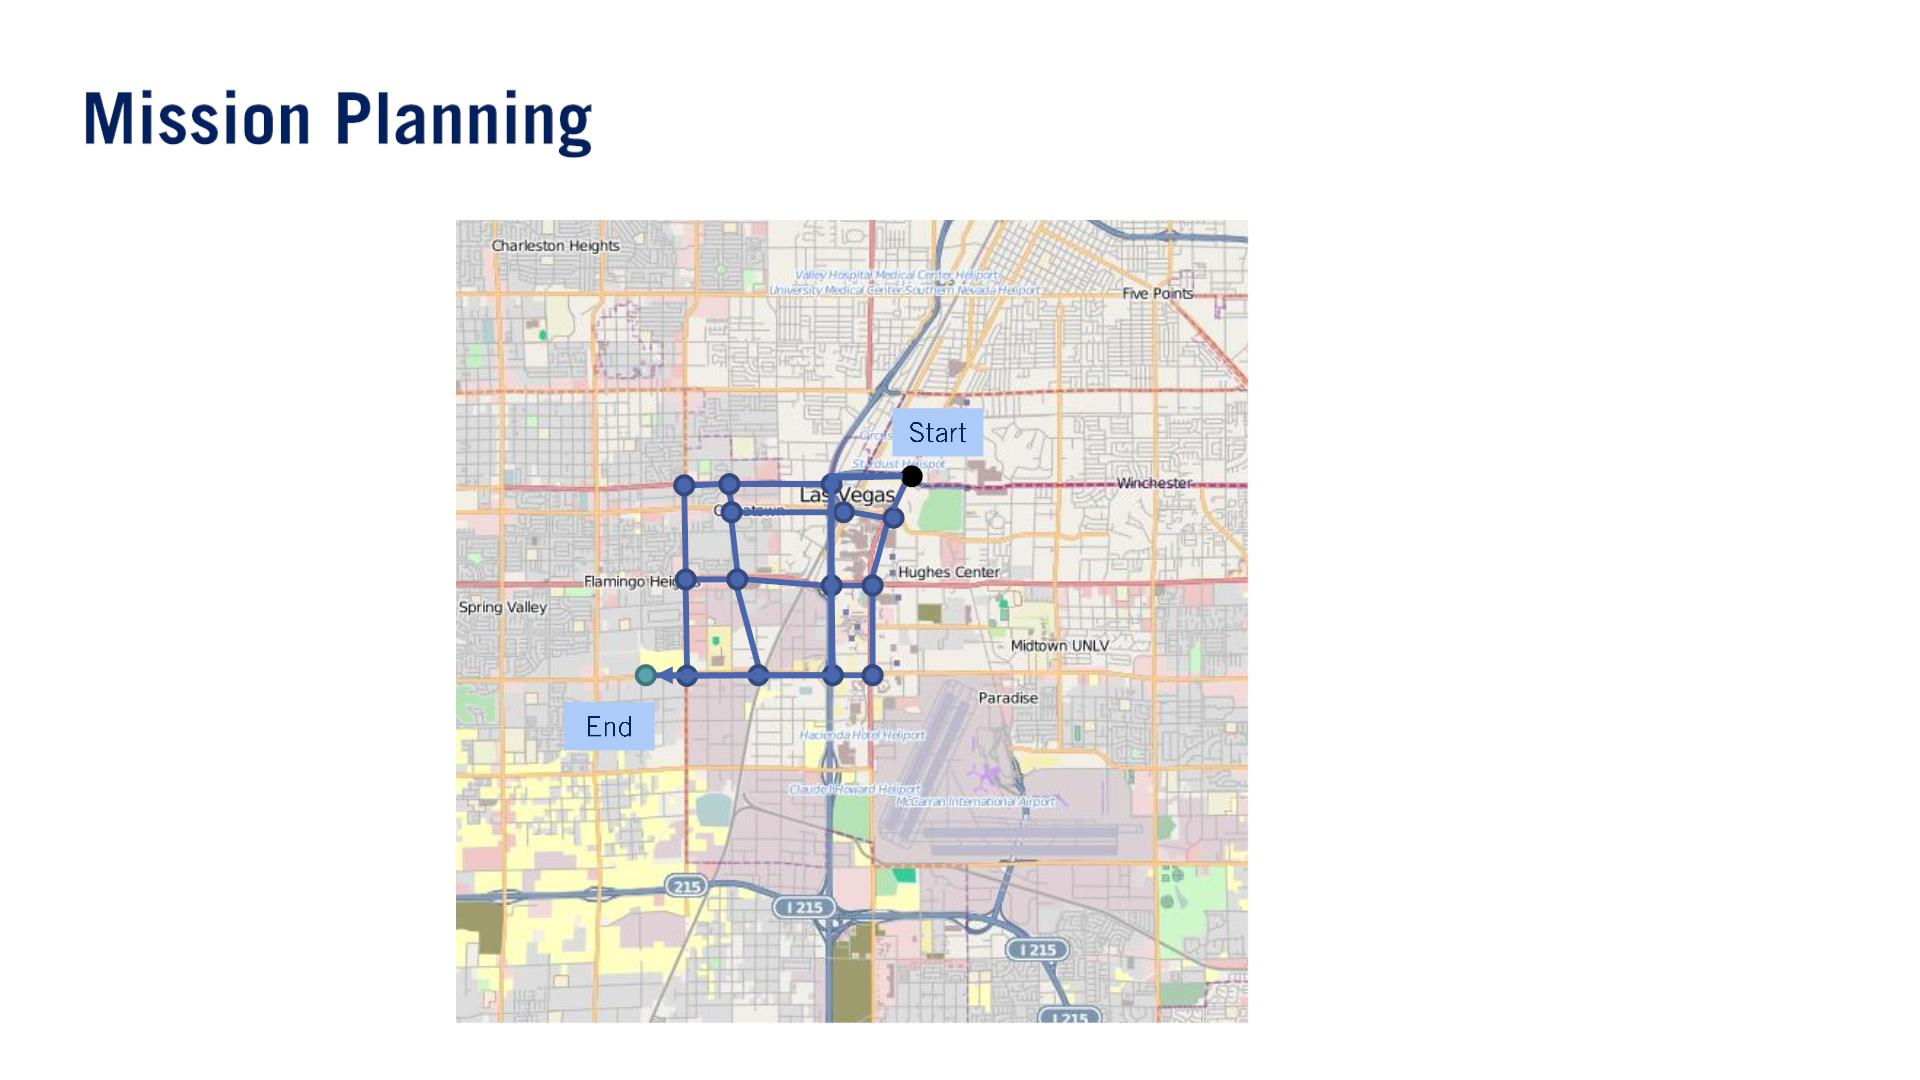 Mission Planning
Charleston Heights
Valley Hospital Medical Center Heliport
University Medical Center-Southern Nevada Heliport
Five Points
Start
Stardust Helispot
Las Vegas
Winchester
Flamingo
Hughes Center
Spring Valley
Midtown UNLV
Paradise
End
Hacienda Hotel Heliport
Claude I Howard Heliport
McCarran International Airport
215
I 215
I 215
I 215